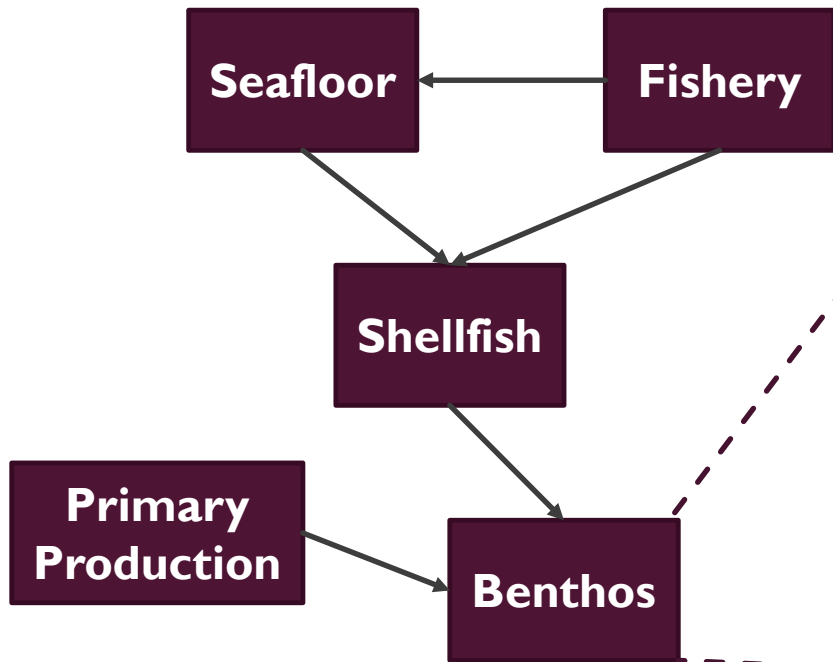 Seafloor
Fishery
Shellfish
Primary
Production
Benthos